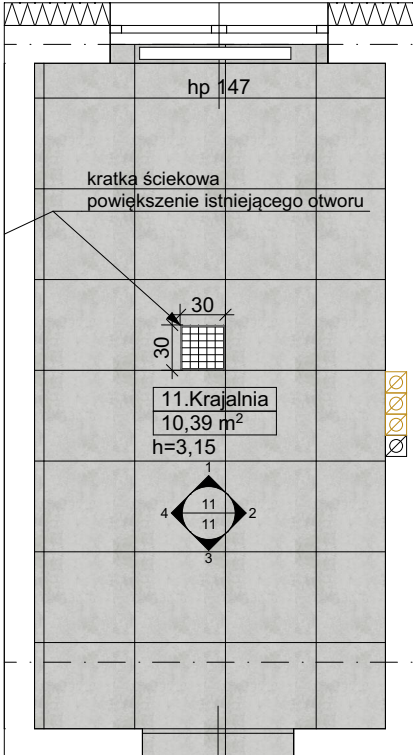 hp 147
kratka ściekowa
powiększenie istniejącego otworu
30
30
11.Krajalnia
10,39 m²
h=3,15
1
4 11 2
11
3